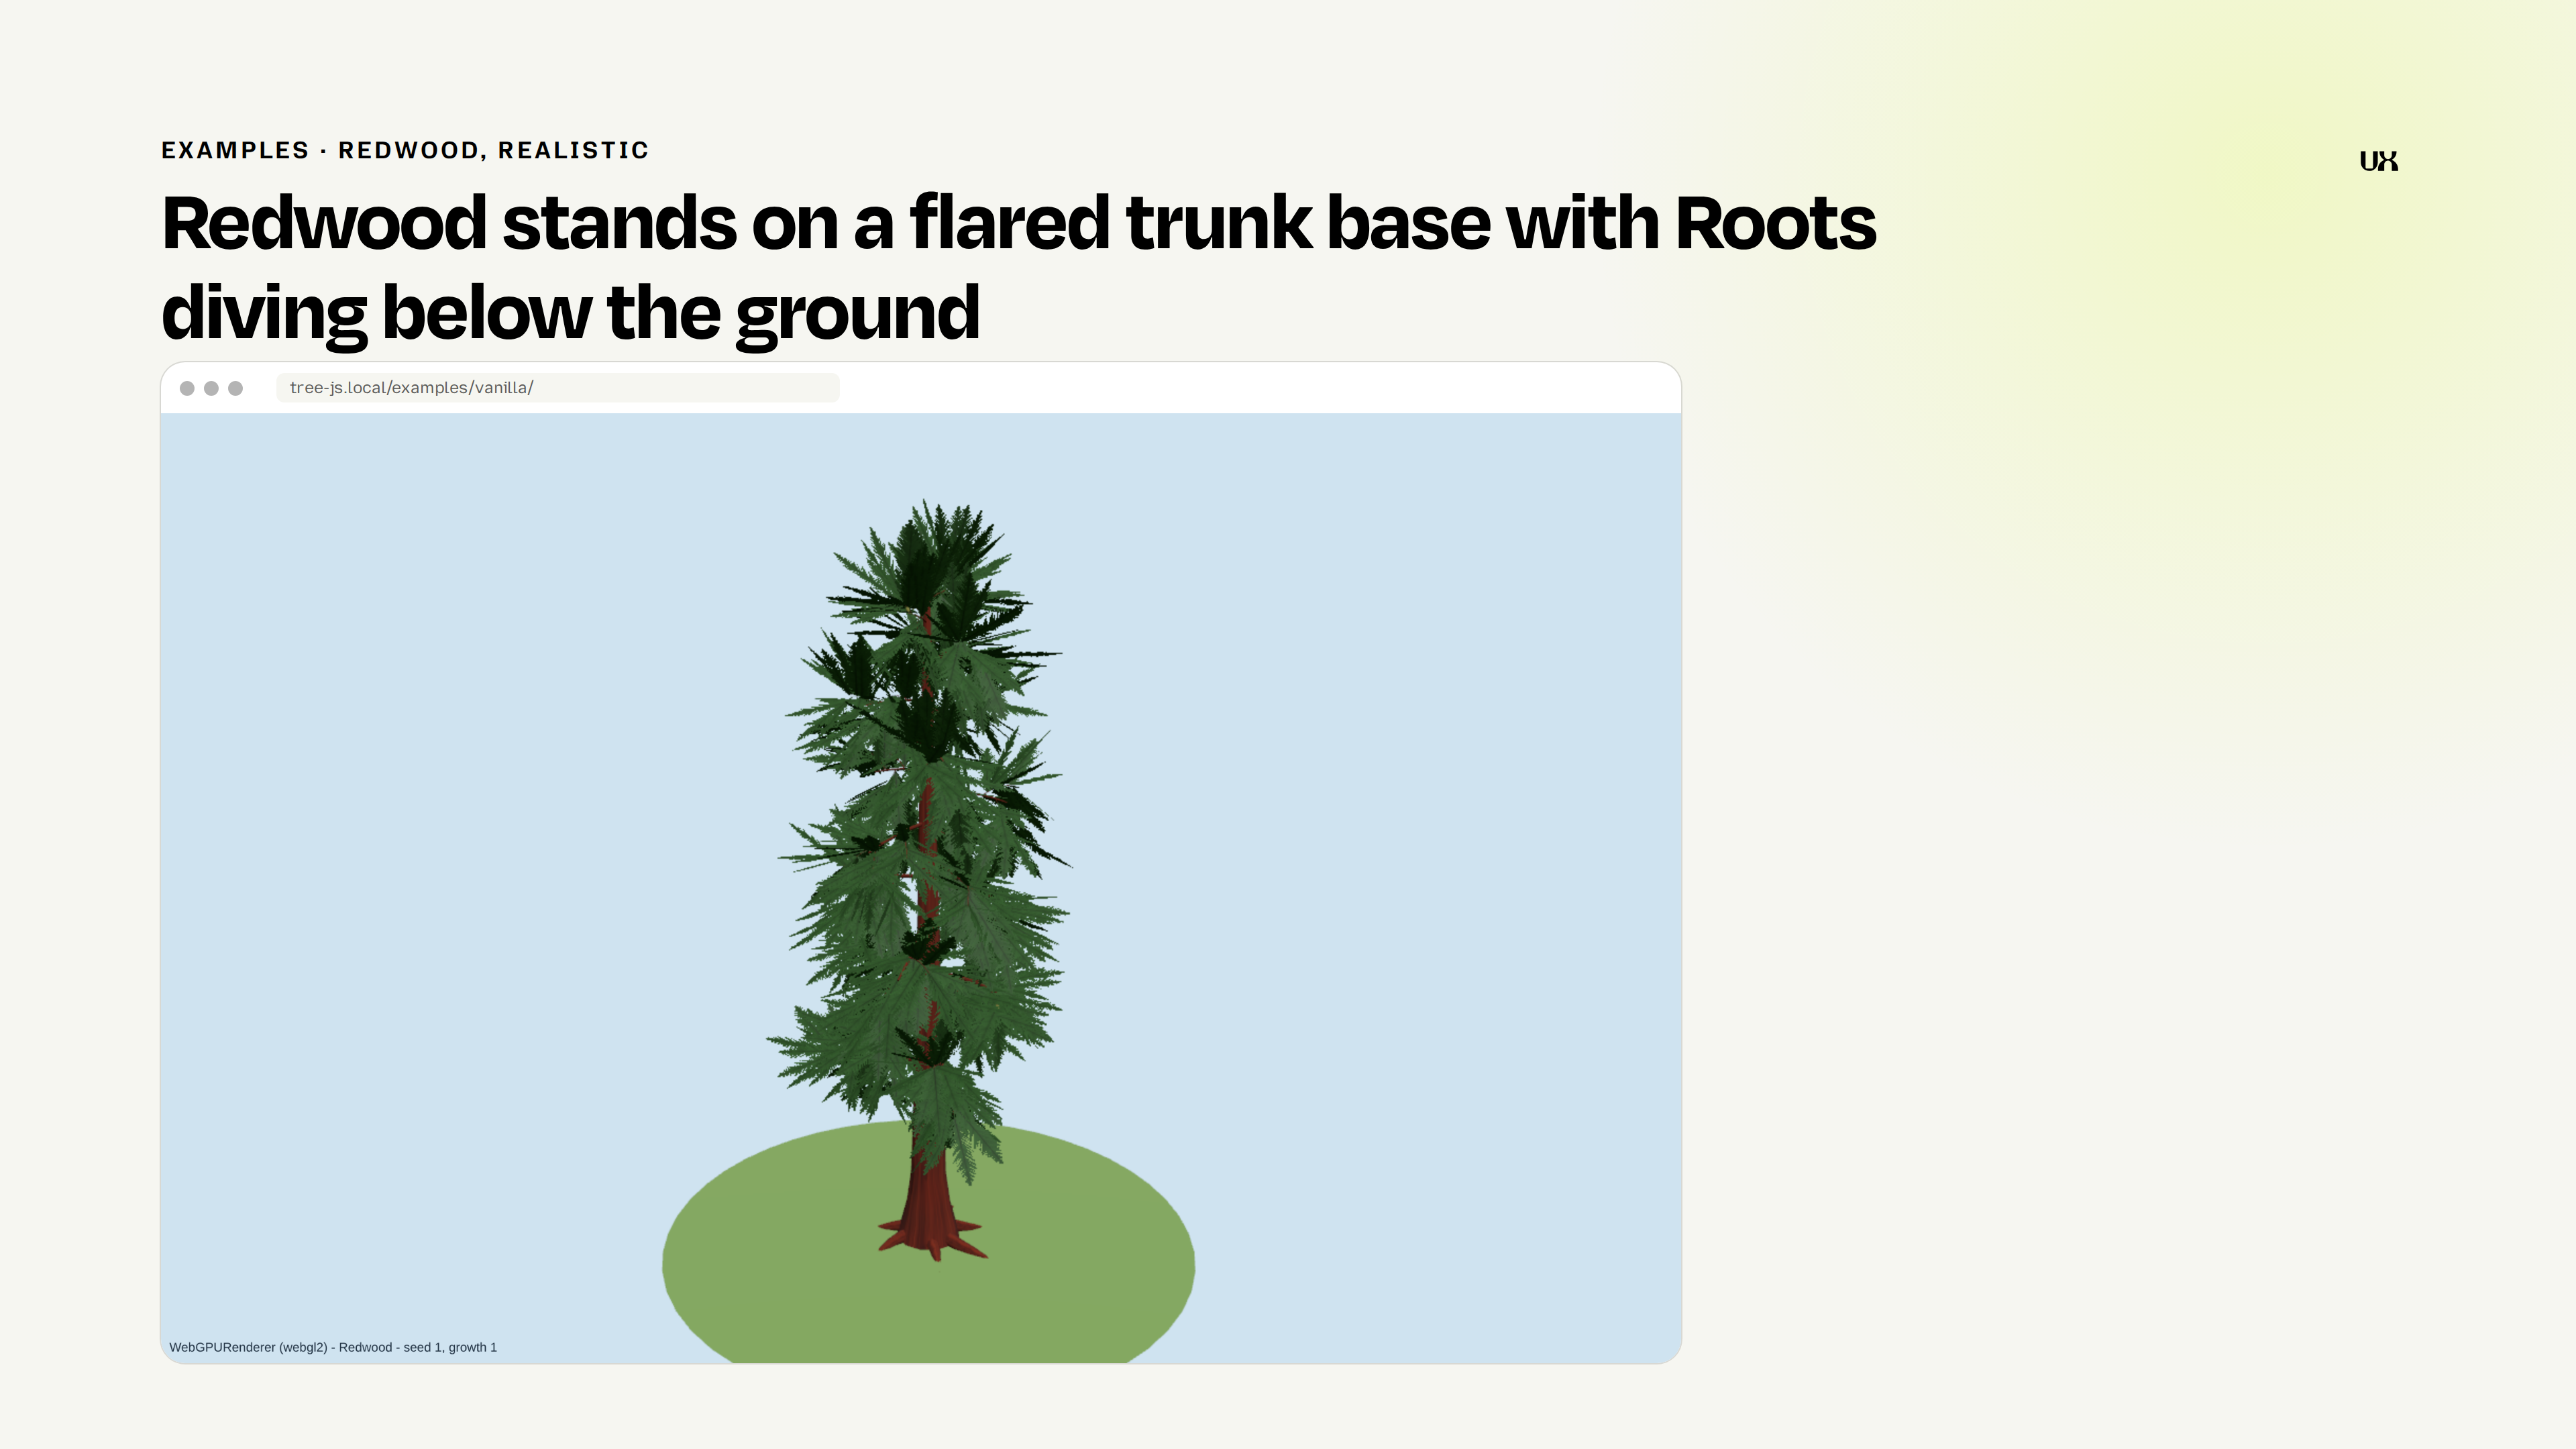 EXAMPLES · REDWOOD, REALISTIC
UX
Redwood stands on a flared trunk base with Roots
diving below the ground
tree-js.local/examples/vanilla/
WebGPURenderer (webgl2) - Redwood - seed 1, growth 1